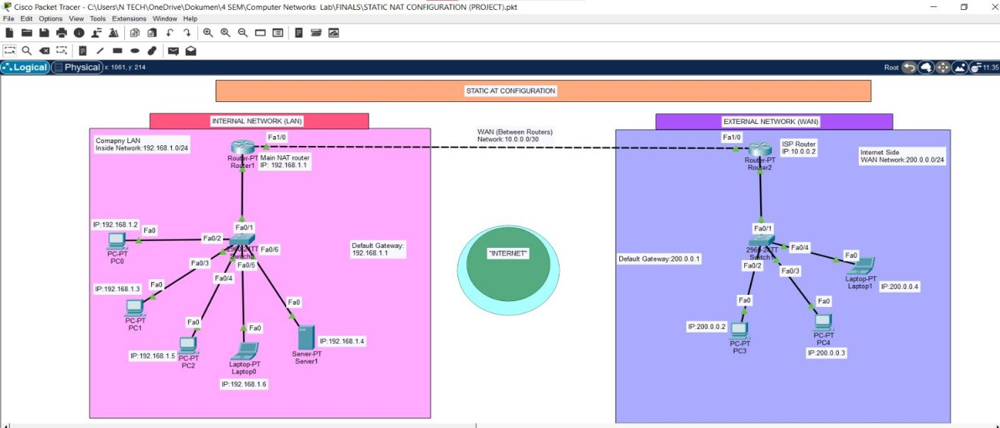 Cisco Packet Tracer - C:\Users\N TECH\OneDrive\Dokumen\4 SEM\Computer Networks Lab\FINALS\STATIC NAT CONFIGURATION (PROJECT).pkt
File Edit Options View Tools Extensions Window Help
Logical Physical x: 1061, y: 214
Root 11:35
STATIC AT CONFIGURATION
INTERNAL NETWORK (LAN)
Comapny LAN
Inside Network:192.168.1.0/24
Fa1/0
Router-PT
Router1
Main NAT router
IP: 192.168.1.1
WAN (Between Routers)
Network:10.0.0.0/30
EXTERNAL NETWORK (WAN)
Fa1/0
ISP Router
IP:10.0.0.2
Router-PT
Router2
Internet Side
WAN Network:200.0.0.0/24
IP:192.168.1.2
Fa0
PC-PT
PC0
Fa0/1
Fa0/2
2960-24TT
Switch0
Fa0/6
Fa0/3
Fa0/5
Fa0/4
Default Gateway:
192.168.1.1
IP:192.168.1.3
Fa0
PC-PT
PC1
Fa0
IP:192.168.1.5
PC-PT
PC2
Fa0
Laptop-PT
Laptop0
IP:192.168.1.6
Fa0
IP:192.168.1.4
Server-PT
Server1
"INTERNET"
Default Gateway:200.0.0.1
Fa0/1
2960-24TT
Switch1
Fa0/4
Fa0/2
Fa0/3
Fa0
Laptop-PT
Laptop1
IP:200.0.0.4
Fa0
IP:200.0.0.2
PC-PT
PC3
Fa0
PC-PT
PC4
IP:200.0.0.3